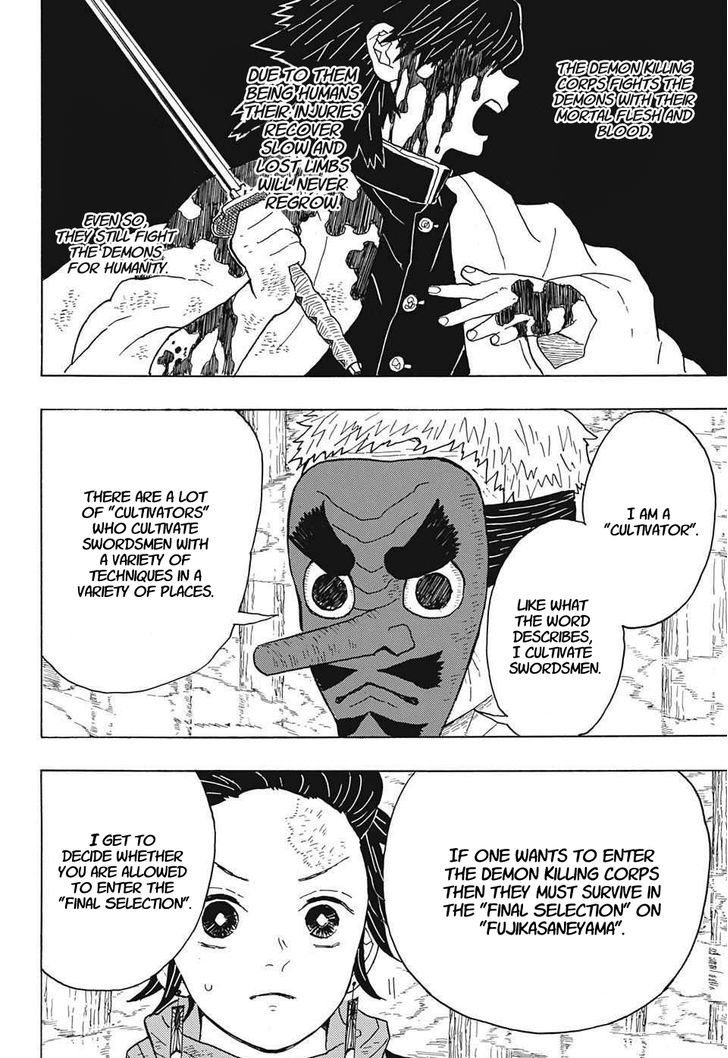 THE DEMON KILLING
CORPS FIGHTS THE
DEMONS WITH THEIR
MORTAL FLESH AND
BLOOD.
DUE TO THEM
BEING HUMANS
THEIR INJURIES
RECOVER
SLOW AND
LOST LIMBS
WILL NEVER
REGROW.
EVEN SO,
THEY STILL FIGHT
THE DEMONS
FOR HUMANITY.
I AM A
"CULTIVATOR".
LIKE WHAT
THE WORD
DESCRIBES,
I CULTIVATE
SWORDSMEN.
THERE ARE A LOT
OF "CULTIVATORS"
WHO CULTIVATE
SWORDSMEN WITH
A VARIETY OF
TECHNIQUES IN A
VARIETY OF PLACES.
IF ONE WANTS TO ENTER
THE DEMON KILLING CORPS
THEN THEY MUST SURVIVE IN
THE "FINAL SELECTION" ON
"FUJIKASANEYAMA".
I GET TO
DECIDE WHETHER
YOU ARE ALLOWED
TO ENTER THE
"FINAL SELECTION".